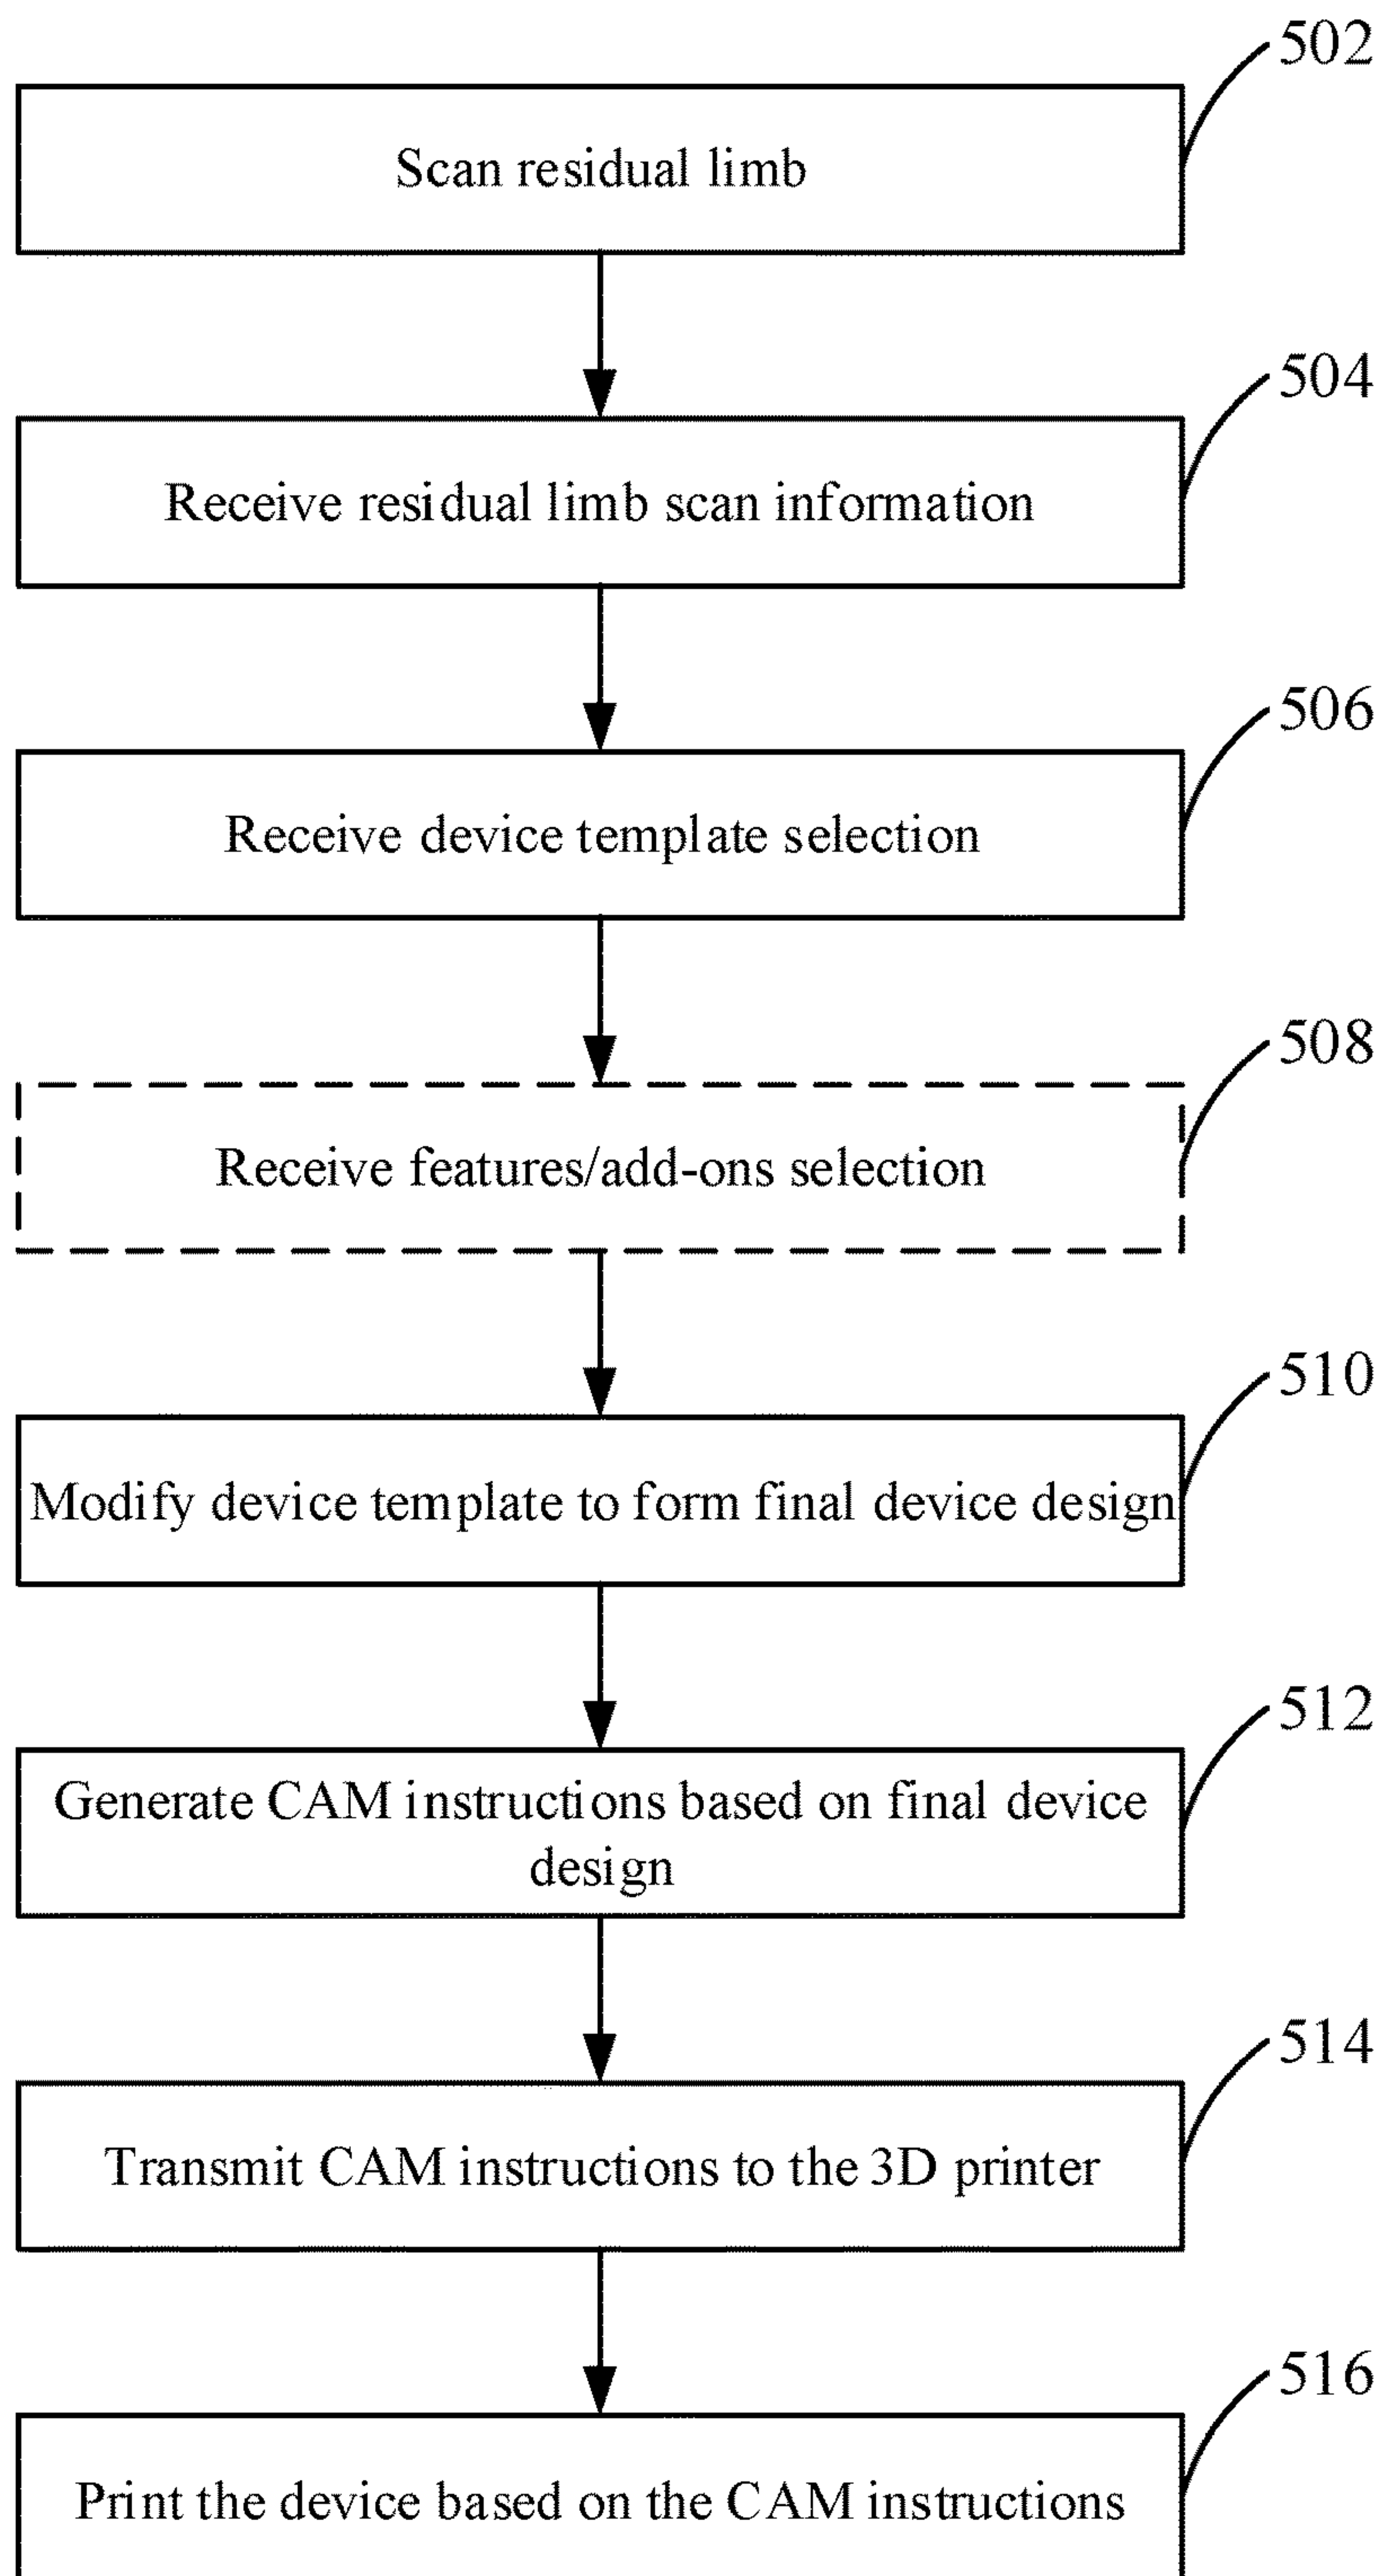 502
Scan residual limb
504
Receive residual limb scan information
506
Receive device template selection
508
Receive features/add-ons selection
510
Modify device template to form final device design
512
Generate CAM instructions based on final device
design
514
Transmit CAM instructions to the 3D printer
516
Print the device based on the CAM instructions